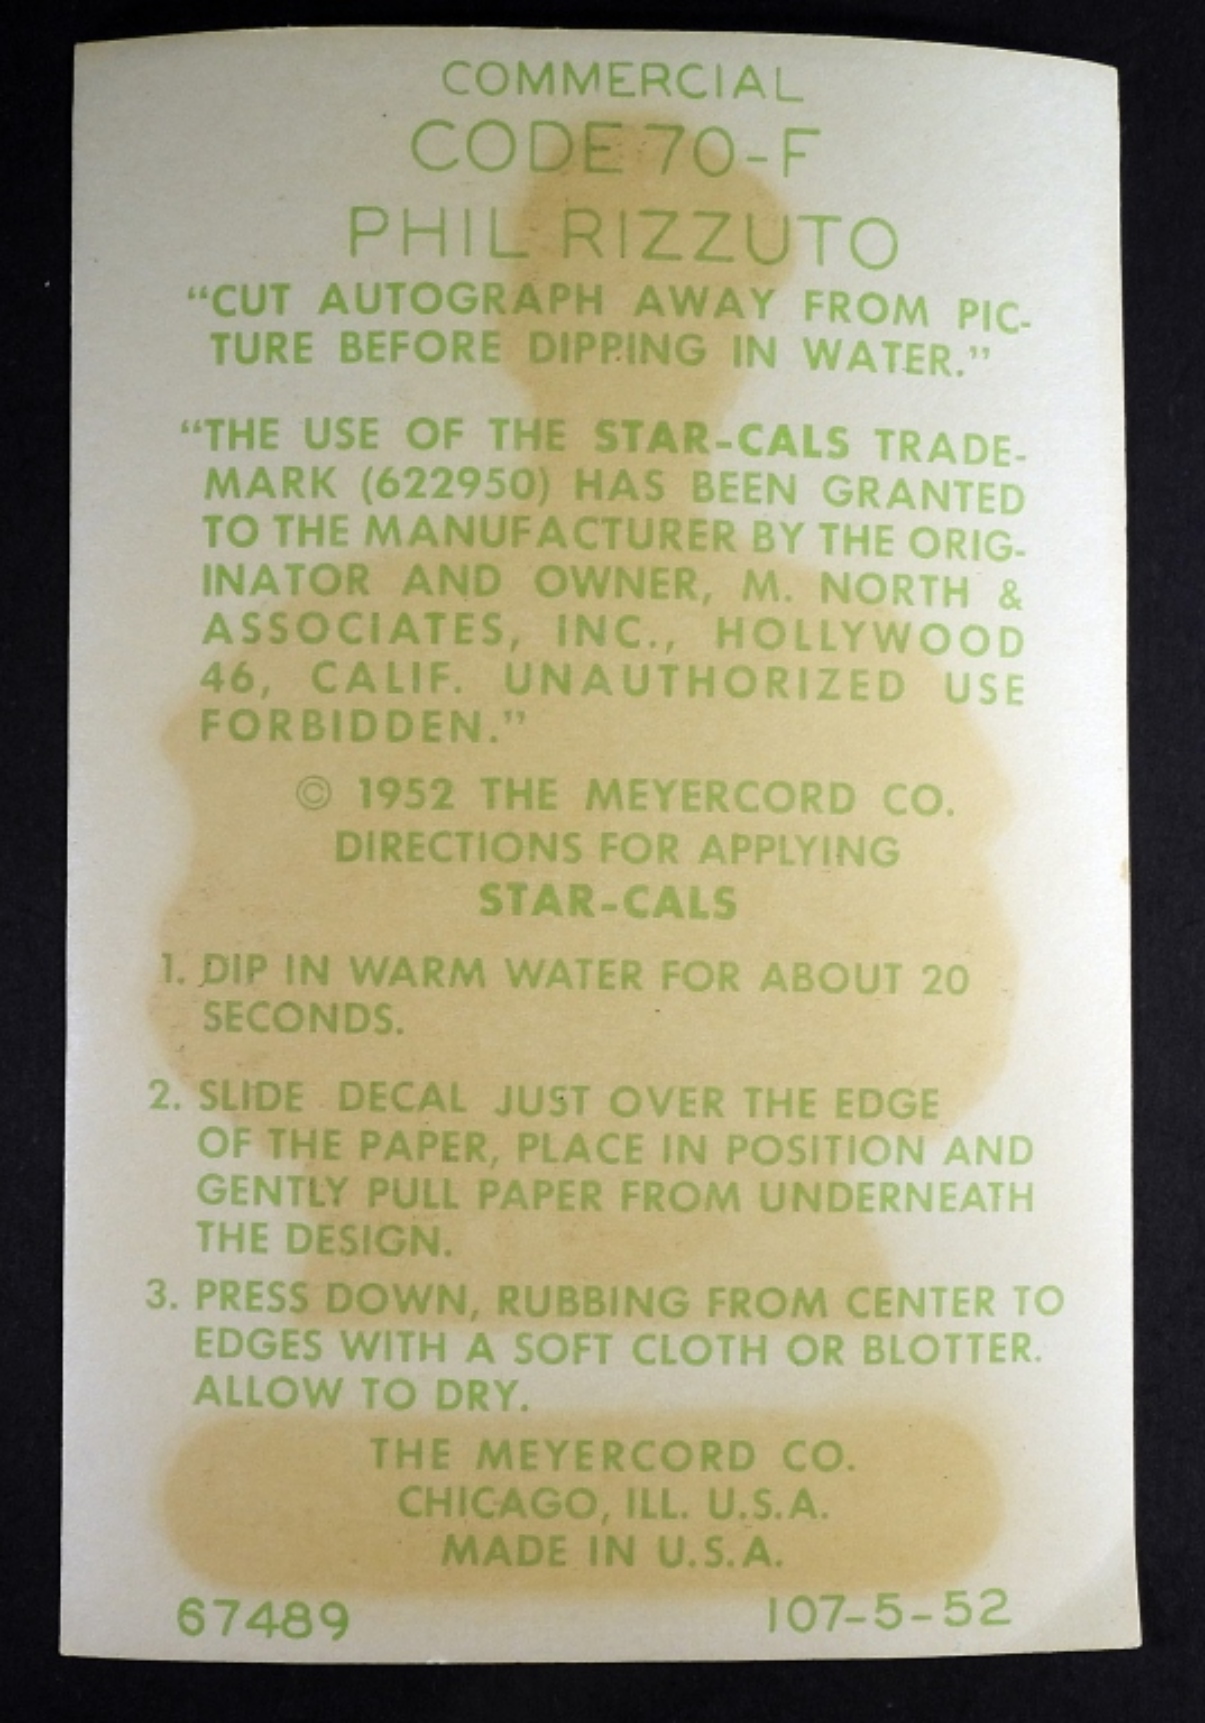 COMMERCIAL
CODE 70-F
PHIL RIZZUTO
“CUT AUTOGRAPH AWAY FROM PIC-
TURE BEFORE DIPPING IN WATER.”
“THE USE OF THE STAR-CALS TRADE-
MARK (622950) HAS BEEN GRANTED
TO THE MANUFACTURER BY THE ORIG-
INATOR AND OWNER, M. NORTH &
ASSOCIATES, INC., HOLLYWOOD
46, CALIF. UNAUTHORIZED USE
FORBIDDEN.”
© 1952 THE MEYERCORD CO.
DIRECTIONS FOR APPLYING
STAR-CALS
1. DIP IN WARM WATER FOR ABOUT 20
SECONDS.
2. SLIDE DECAL JUST OVER THE EDGE
OF THE PAPER, PLACE IN POSITION AND
GENTLY PULL PAPER FROM UNDERNEATH
THE DESIGN.
3. PRESS DOWN, RUBBING FROM CENTER TO
EDGES WITH A SOFT CLOTH OR BLOTTER.
ALLOW TO DRY.
THE MEYERCORD CO.
CHICAGO, ILL. U.S.A.
MADE IN U.S.A.
67489 107-5-52